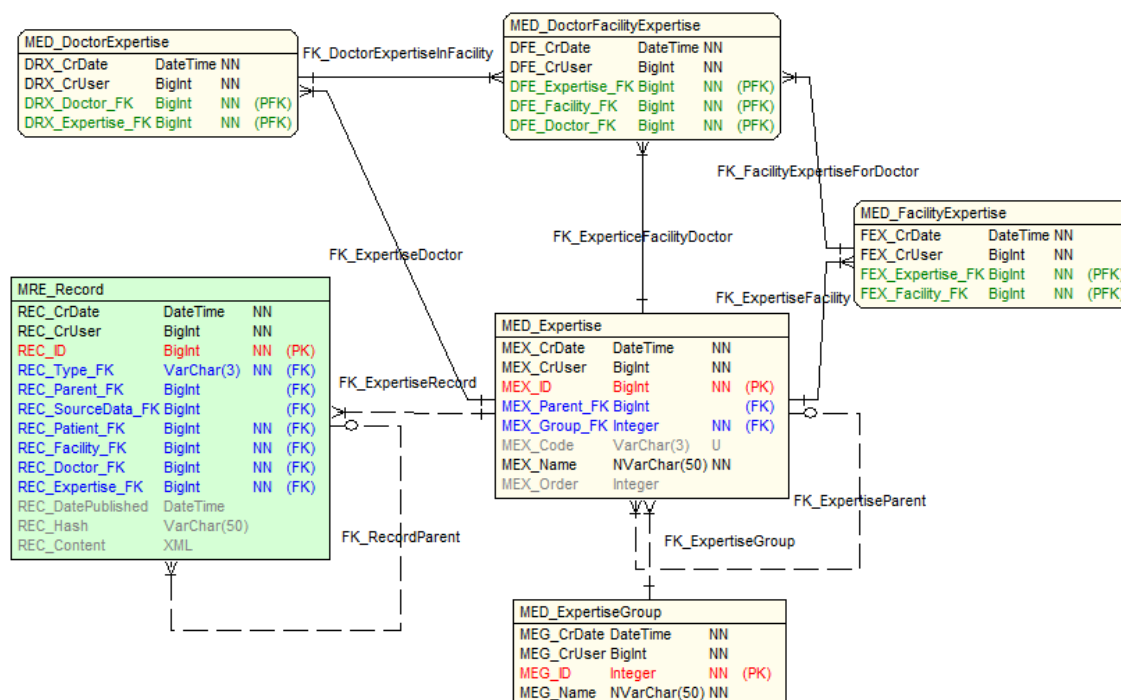 MED_DoctorExpertise
DRX_CrDate DateTime NN
DRX_CrUser BigInt NN
DRX_Doctor_FK BigInt NN (PFK)
DRX_Expertise_FK BigInt NN (PFK)
FK_DoctorExpertiseInFacility
MED_DoctorFacilityExpertise
DFE_CrDate DateTime NN
DFE_CrUser BigInt NN
DFE_Expertise_FK BigInt NN (PFK)
DFE_Facility_FK BigInt NN (PFK)
DFE_Doctor_FK BigInt NN (PFK)
FK_FacilityExpertiseForDoctor
MED_FacilityExpertise
FEX_CrDate DateTime NN
FEX_CrUser BigInt NN
FEX_Expertise_FK BigInt NN (PFK)
FEX_Facility_FK BigInt NN (PFK)
FK_ExperticeFacilityDoctor
FK_ExpertiseDoctor
FK_ExpertiseFacility
MRE_Record
REC_CrDate DateTime NN
REC_CrUser BigInt NN
REC_ID BigInt NN (PK)
REC_Type_FK VarChar(3) NN (FK)
REC_Parent_FK BigInt (FK)
REC_SourceData_FK BigInt (FK)
REC_Patient_FK BigInt NN (FK)
REC_Facility_FK BigInt NN (FK)
REC_Doctor_FK BigInt NN (FK)
REC_Expertise_FK BigInt NN (FK)
REC_DatePublished DateTime
REC_Hash VarChar(50)
REC_Content XML
FK_ExpertiseRecord
FK_RecordParent
MED_Expertise
MEX_CrDate DateTime NN
MEX_CrUser BigInt NN
MEX_ID BigInt NN (PK)
MEX_Parent_FK BigInt (FK)
MEX_Group_FK Integer NN (FK)
MEX_Code VarChar(3) U
MEX_Name NVarChar(50) NN
MEX_Order Integer
FK_ExpertiseParent
FK_ExpertiseGroup
MED_ExpertiseGroup
MEG_CrDate DateTime NN
MEG_CrUser BigInt NN
MEG_ID Integer NN (PK)
MEG_Name NVarChar(50) NN